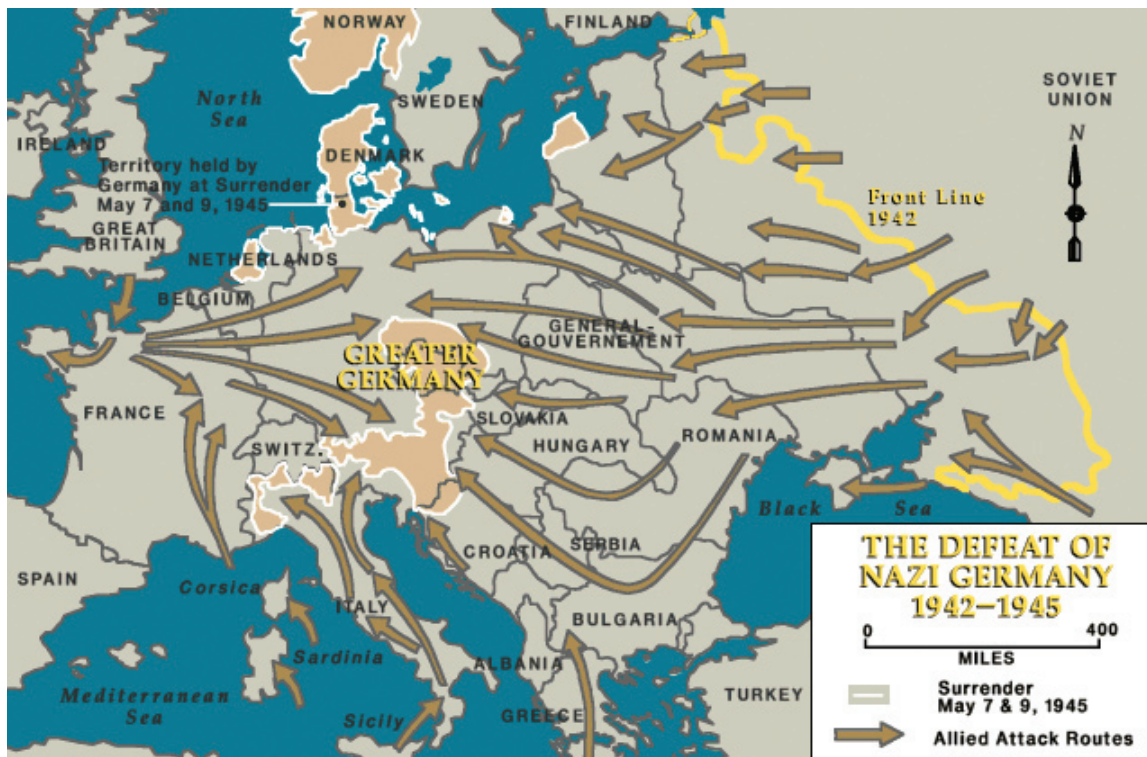 NORWAY
FINLAND
SOVIET
UNION
N
North
Sea
SWEDEN
IRELAND
DENMARK
Territory held by
Germany at Surrender
May 7 and 9, 1945
Front Line
1942
GREAT
BRITAIN
NETHERLANDS
BELGIUM
GENERAL-
GOUVERNEMENT
GREATER
GERMANY
FRANCE
SLOVAKIA
SWITZ.
HUNGARY
ROMANIA
Black Sea
CROATIA
SERBIA
SPAIN
Corsica
ITALY
BULGARIA
Sardinia
ALBANIA
Mediterranean
Sea
Sicily
GREECE
TURKEY
THE DEFEAT OF
NAZI GERMANY
1942–1945
0 400
MILES
Surrender
May 7 & 9, 1945
Allied Attack Routes